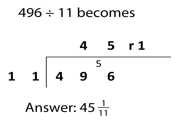 496 ÷ 11 becomes
4 5 r 1
5
1 1 4 9 6
Answer: 45 1/11